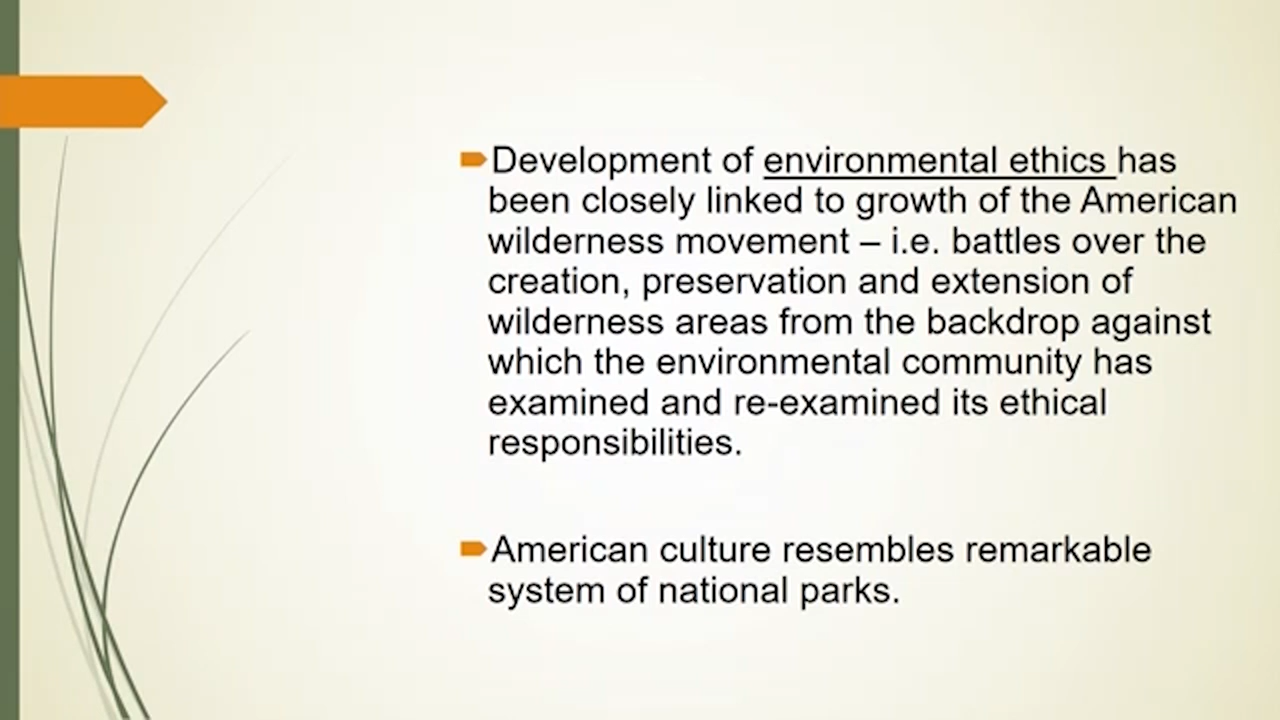 Development of environmental ethics has
been closely linked to growth of the American
wilderness movement – i.e. battles over the
creation, preservation and extension of
wilderness areas from the backdrop against
which the environmental community has
examined and re-examined its ethical
responsibilities.
American culture resembles remarkable
system of national parks.